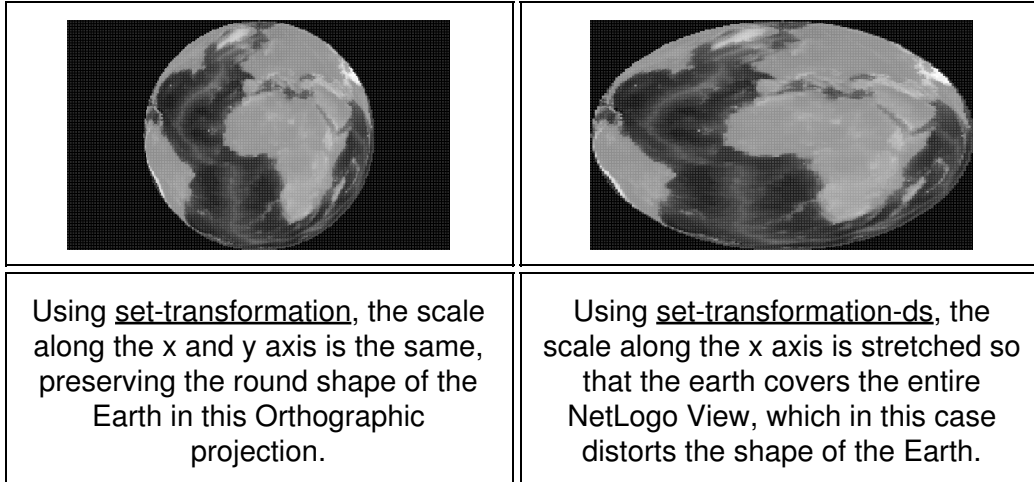 Using set-transformation, the scale
along the x and y axis is the same,
preserving the round shape of the
Earth in this Orthographic
projection.
Using set-transformation-ds, the
scale along the x axis is stretched so
that the earth covers the entire
NetLogo View, which in this case
distorts the shape of the Earth.